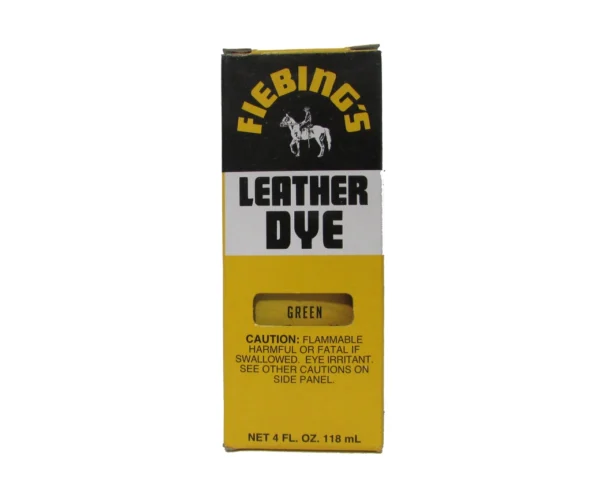 FIEBING'S
LEATHER
DYE
GREEN
CAUTION: FLAMMABLE
HARMFUL OR FATAL IF
SWALLOWED. EYE IRRITANT.
SEE OTHER CAUTIONS ON
SIDE PANEL.
NET 4 FL. OZ. 118 mL